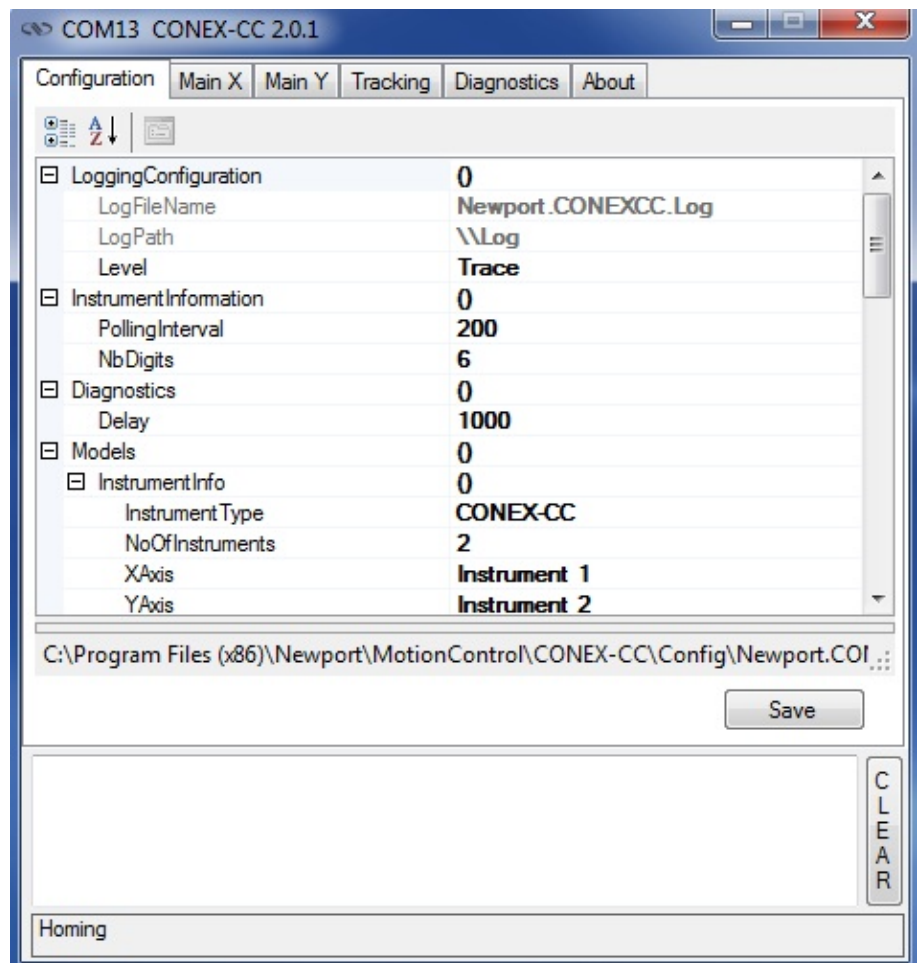 COM13 CONEX-CC 2.0.1
Configuration Main X Main Y Tracking Diagnostics About
LoggingConfiguration ()
LogFileName Newport.CONEXCC.Log
LogPath \\Log
Level Trace
InstrumentInformation ()
PollingInterval 200
NbDigits 6
Diagnostics ()
Delay 1000
Models ()
InstrumentInfo ()
InstrumentType CONEX-CC
NoOfInstruments 2
XAxis Instrument 1
YAxis Instrument 2
C:\Program Files (x86)\Newport\MotionControl\CONEX-CC\Config\Newport.CO
Save
CLEAR
Homing